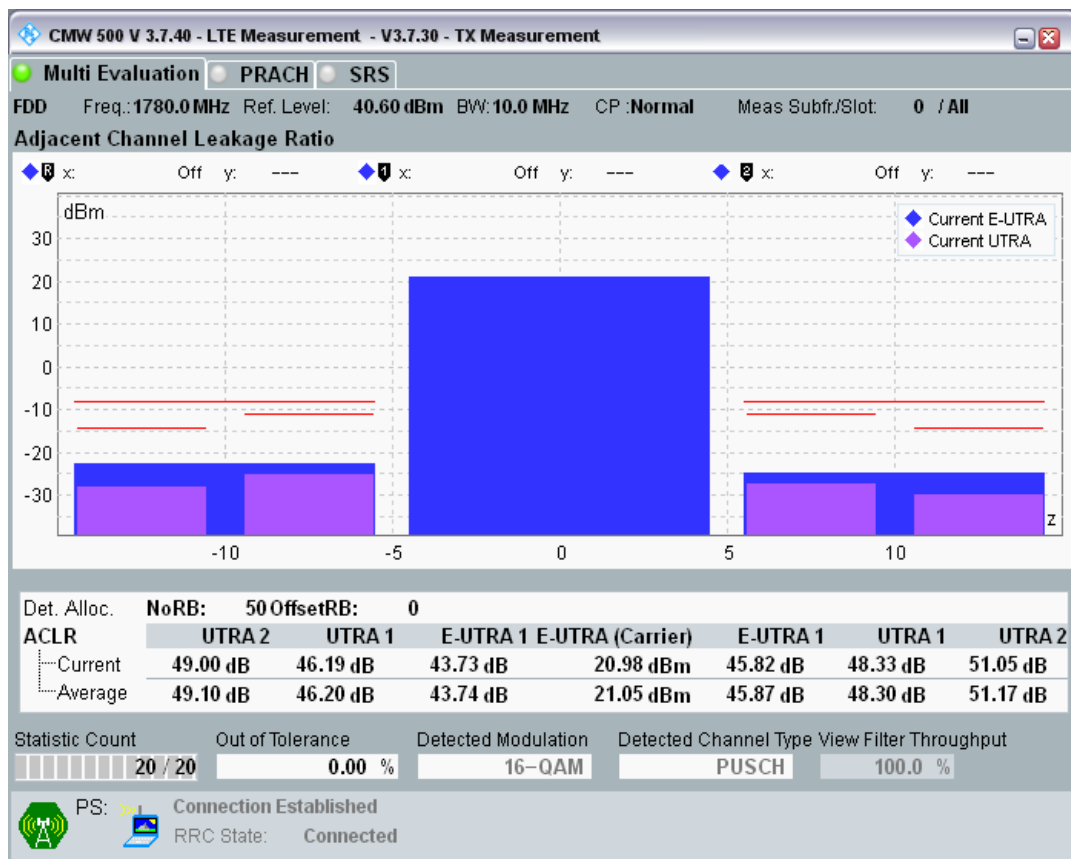 CMW 500 V 3.7.40 - LTE Measurement - V3.7.30 - TX Measurement
Multi Evaluation PRACH SRS
FDD Freq.: 1780.0 MHz Ref. Level: 40.60 dBm BW: 10.0 MHz CP :Normal Meas Subfr./Slot: 0 / All
Adjacent Channel Leakage Ratio
R x: Off y: --- 1 x: Off y: --- 2 x: Off y: ---
dBm
Current E-UTRA
Current UTRA
30
20
10
0
-10
-20
-30
z
-10 -5 0 5 10
Det. Alloc. NoRB: 50 OffsetRB: 0
ACLR UTRA 2 UTRA 1 E-UTRA 1 E-UTRA (Carrier) E-UTRA 1 UTRA 1 UTRA 2
Current 49.00 dB 46.19 dB 43.73 dB 20.98 dBm 45.82 dB 48.33 dB 51.05 dB
Average 49.10 dB 46.20 dB 43.74 dB 21.05 dBm 45.87 dB 48.30 dB 51.17 dB
Statistic Count Out of Tolerance Detected Modulation Detected Channel Type View Filter Throughput
20 / 20 0.00 % 16-QAM PUSCH 100.0 %
PS: Connection Established
RRC State: Connected